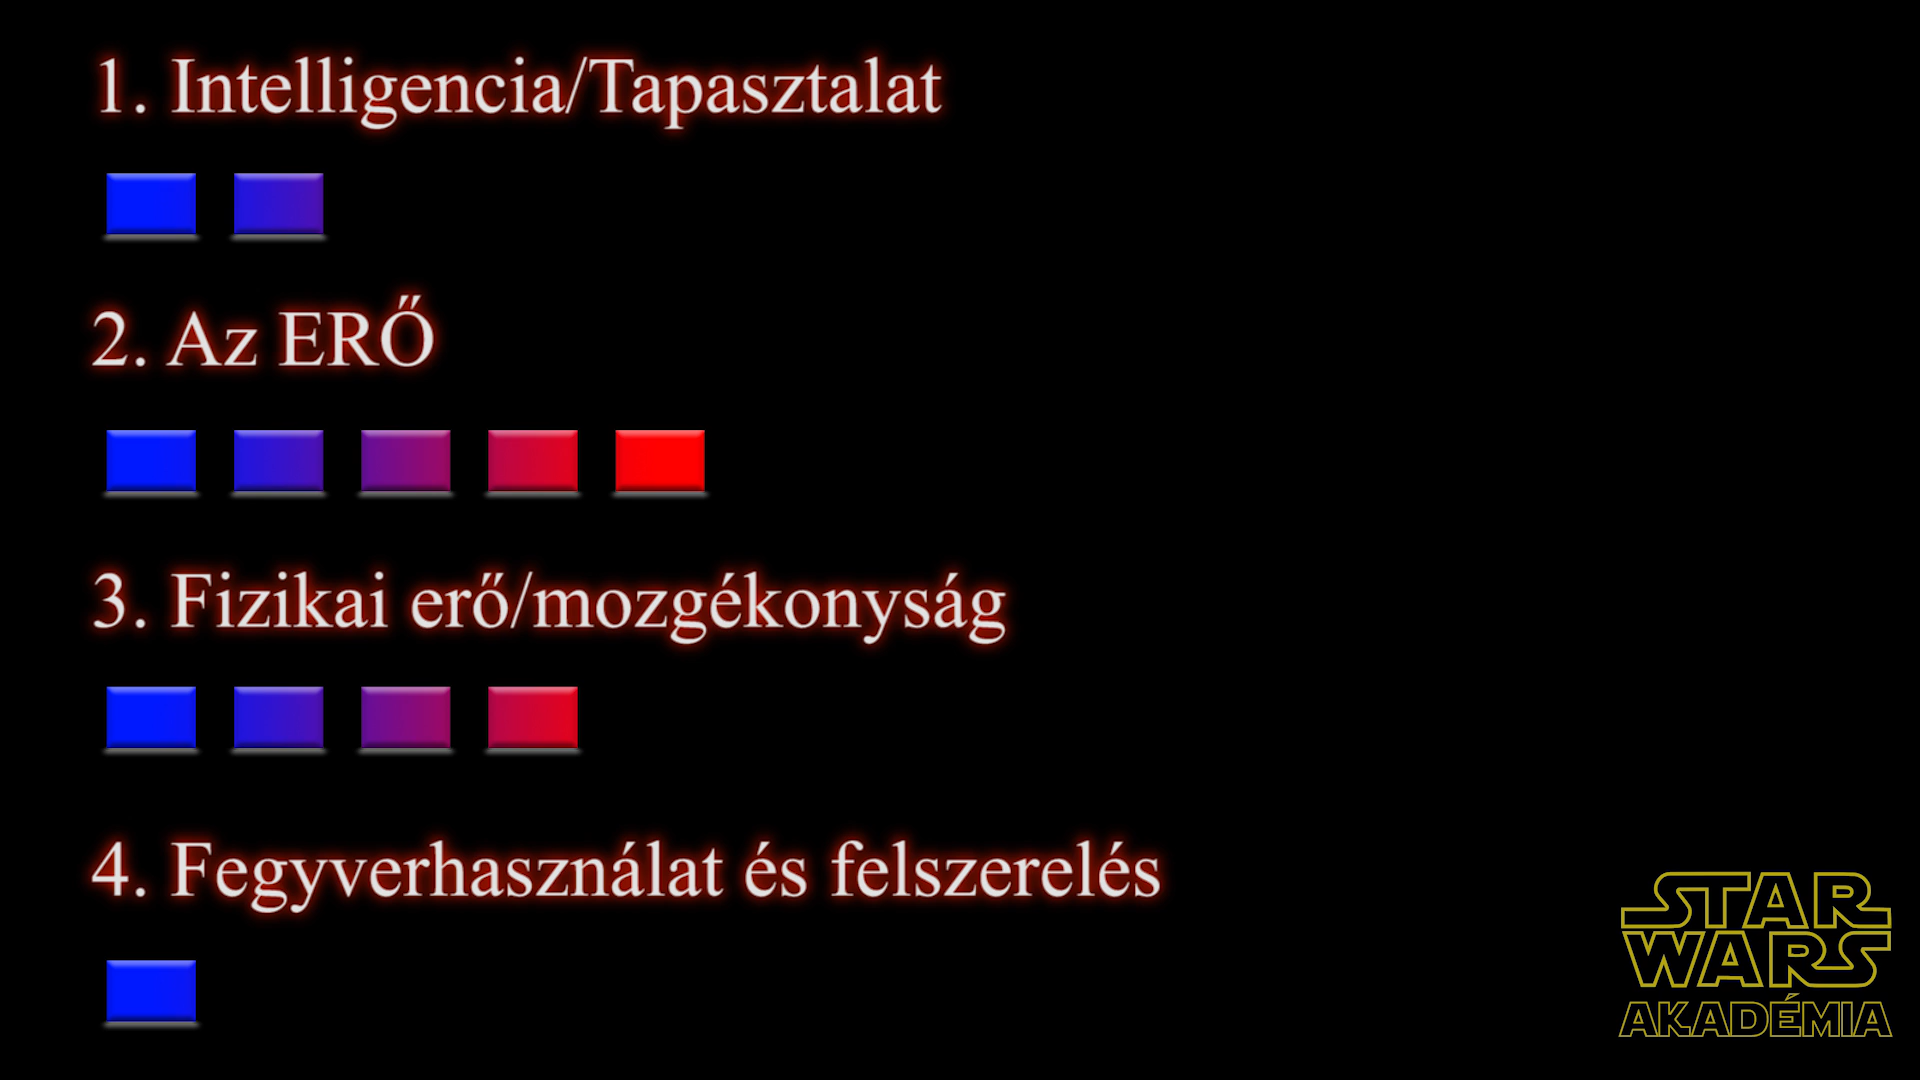 1. Intelligencia/Tapasztalat
2. Az ERŐ
3. Fizikai erő/mozgékonyság
4. Fegyverhasználat és felszerelés
STAR
WARS
AKADÉMIA